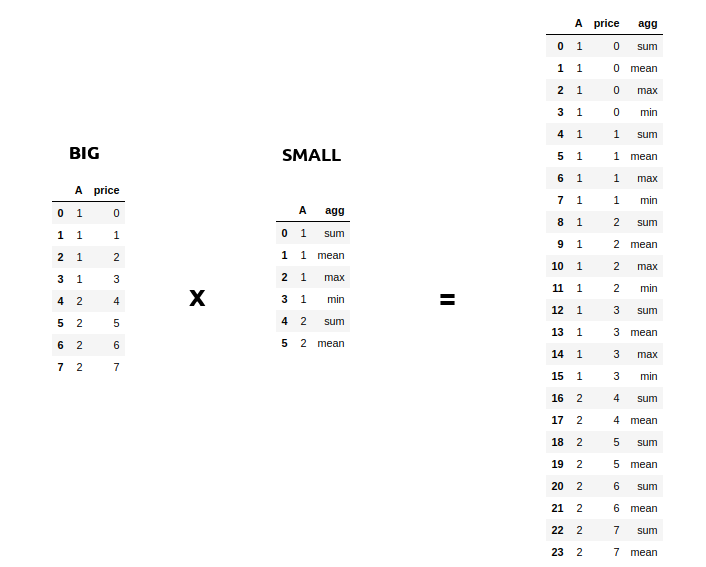 BIG
A price
0 1 0
1 1 1
2 1 2
3 1 3
4 2 4
5 2 5
6 2 6
7 2 7
x
SMALL
A agg
0 1 sum
1 1 mean
2 1 max
3 1 min
4 2 sum
5 2 mean
=
A price agg
0 1 0 sum
1 1 0 mean
2 1 0 max
3 1 0 min
4 1 1 sum
5 1 1 mean
6 1 1 max
7 1 1 min
8 1 2 sum
9 1 2 mean
10 1 2 max
11 1 2 min
12 1 3 sum
13 1 3 mean
14 1 3 max
15 1 3 min
16 2 4 sum
17 2 4 mean
18 2 5 sum
19 2 5 mean
20 2 6 sum
21 2 6 mean
22 2 7 sum
23 2 7 mean